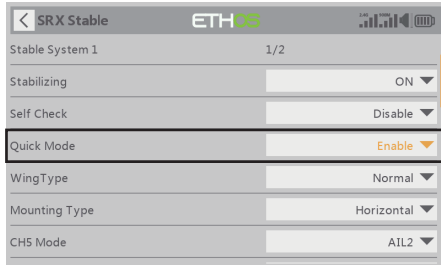 SRX Stable ETHOS
Stable System 1 1/2
Stabilizing ON
Self Check Disable
Quick Mode Enable
WingType Normal
Mounting Type Horizontal
CH5 Mode AIL2